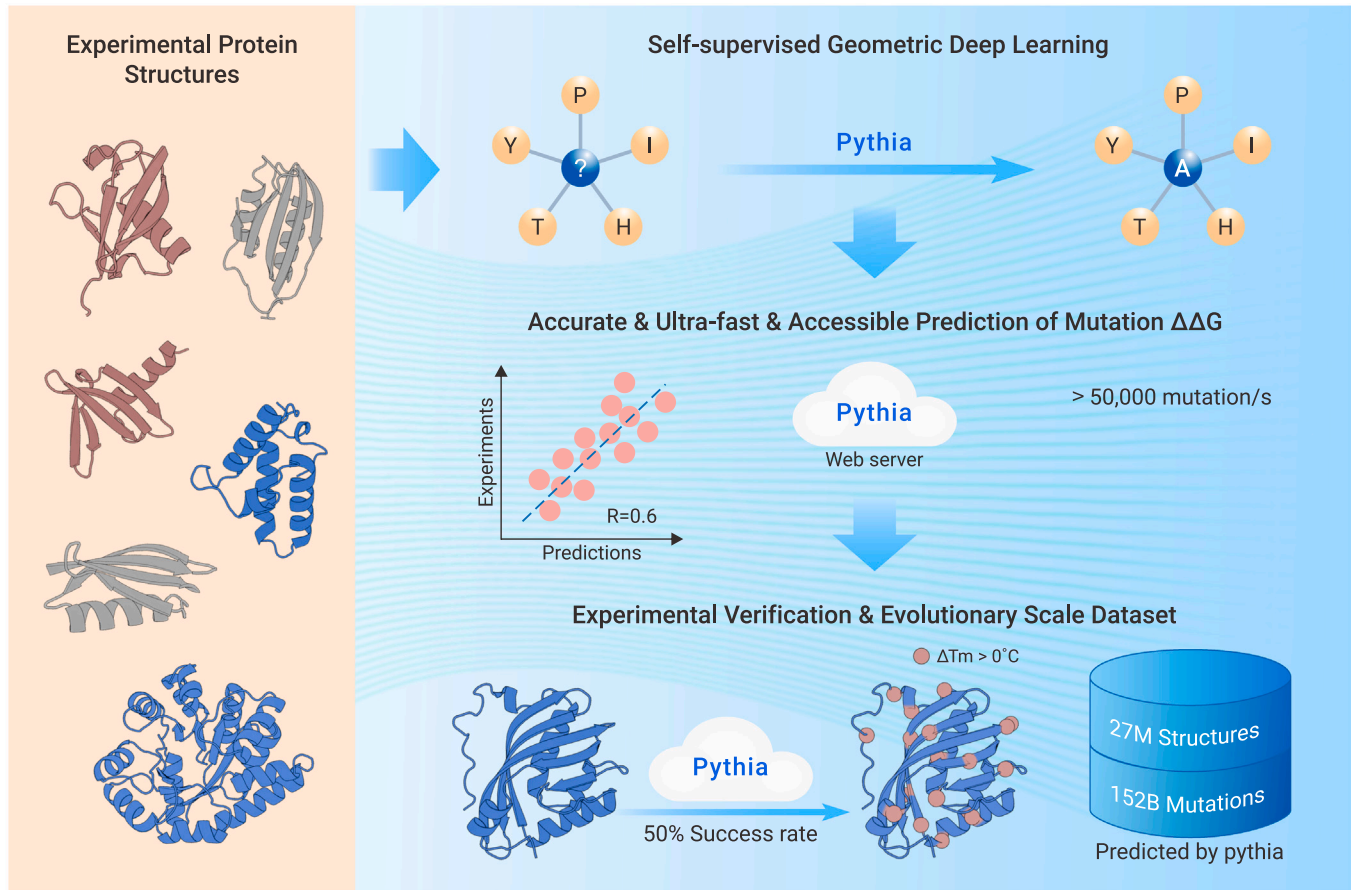 Experimental Protein
Structures
Self-supervised Geometric Deep Learning
P
Y
I
?
T
H
Pythia
P
Y
I
A
T
H
Accurate & Ultra-fast & Accessible Prediction of Mutation ΔΔG
Experiments
R=0.6
Predictions
Pythia
Web server
> 50,000 mutation/s
Experimental Verification & Evolutionary Scale Dataset
ΔTm > 0°C
Pythia
50% Success rate
27M Structures
152B Mutations
Predicted by pythia